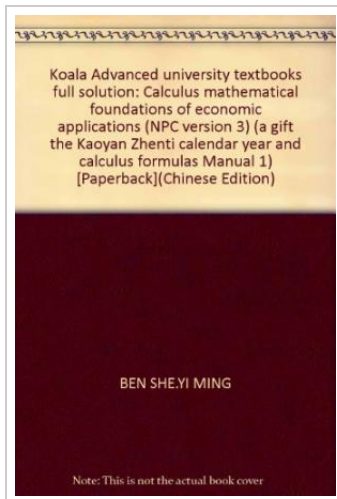 Koala Advanced university textbooks
full solution: Calculus mathematical
foundations of economic
applications (NPC version 3) (a gift
the Kaoyan Zhenti calendar year and
calculus formulas Manual 1)
[Paperback](Chinese Edition)
BEN SHE.YI MING
Note: This is not the actual book cover